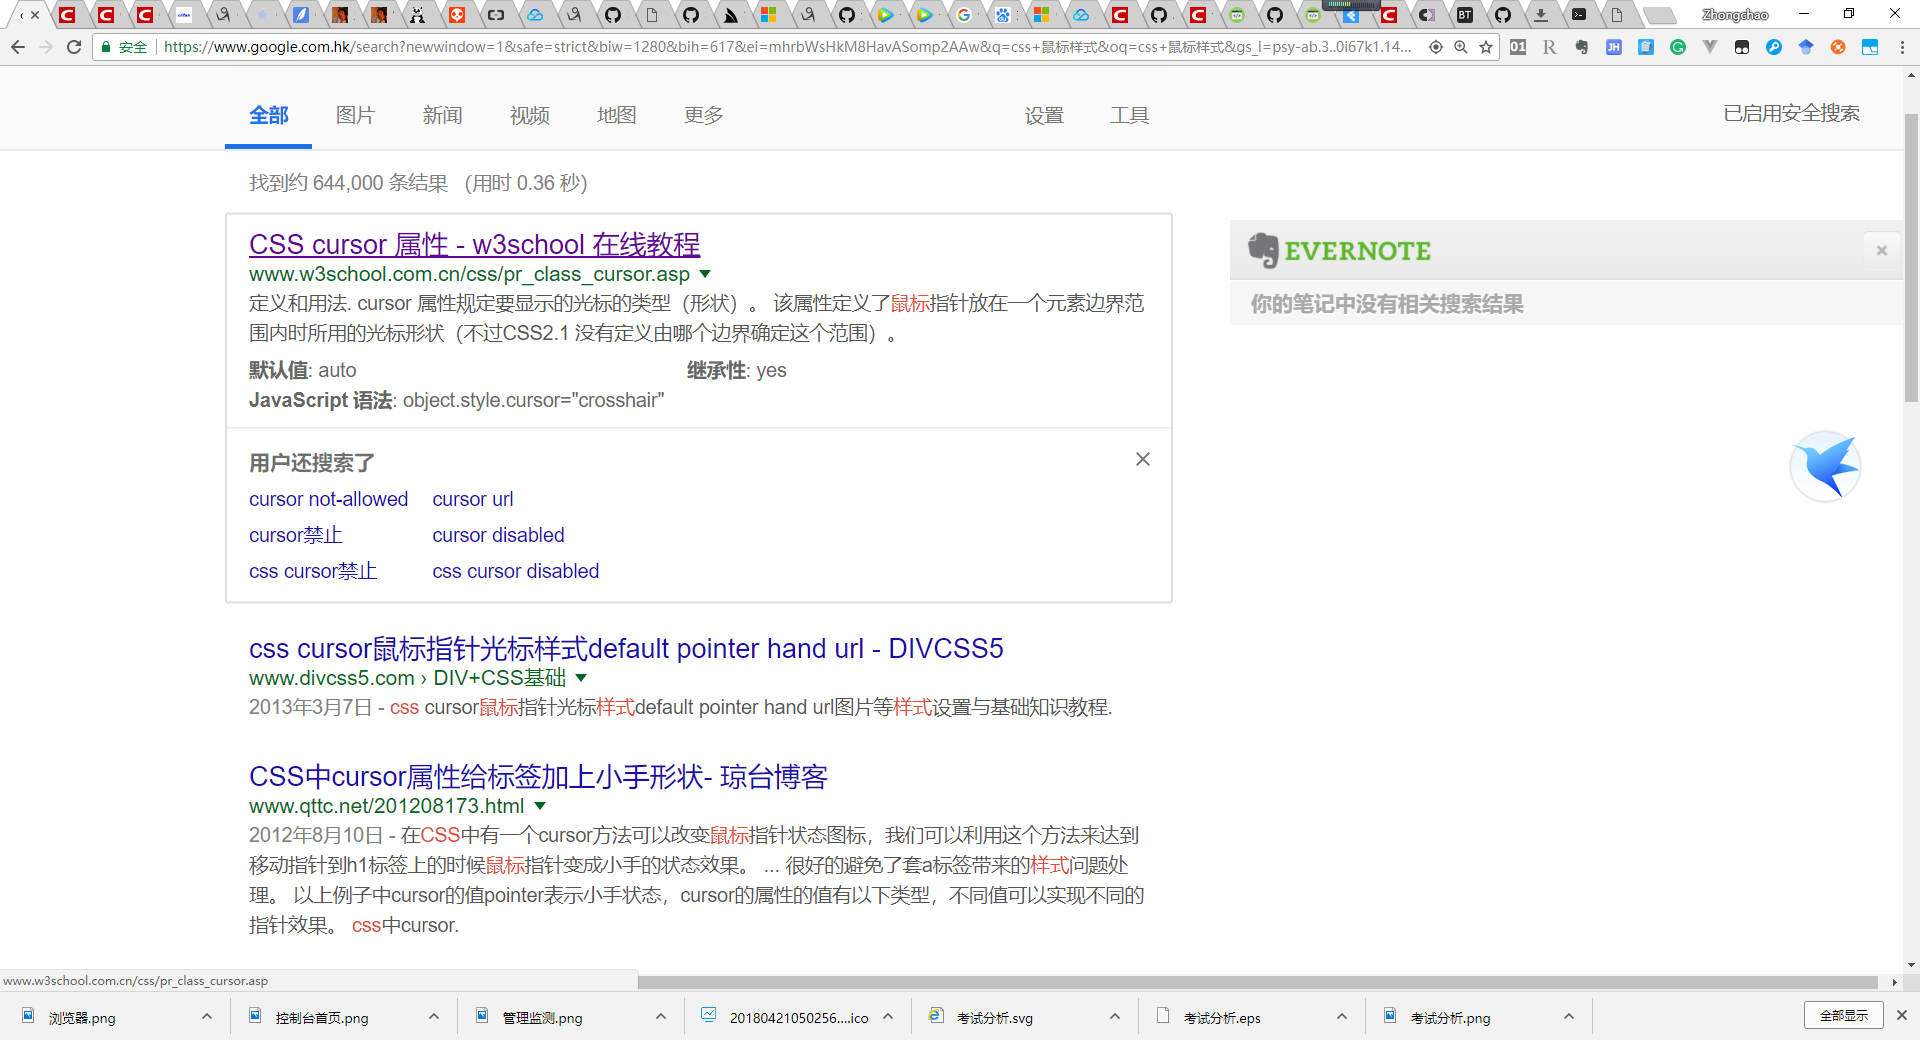 Zhongchao
安全 https://www.google.com.hk/search?newwindow=1&safe=strict&biw=1280&bih=617&ei=mhrbWsHkM8HavASomp2AAw&q=css+鼠标样式&oq=css+鼠标样式&gs_l=psy-ab.3..0i67k1.14...
全部 图片 新闻 视频 地图 更多 设置 工具 已启用安全搜索
找到约 644,000 条结果 （用时 0.36 秒）
CSS cursor 属性 - w3school 在线教程
www.w3school.com.cn/css/pr_class_cursor.asp
定义和用法. cursor 属性规定要显示的光标的类型（形状）。 该属性定义了鼠标指针放在一个元素边界范
围内时所用的光标形状（不过CSS2.1 没有定义由哪个边界确定这个范围）。
默认值: auto 继承性: yes
JavaScript 语法: object.style.cursor="crosshair"
用户还搜索了
cursor not-allowed cursor url
cursor禁止 cursor disabled
css cursor禁止 css cursor disabled
EVERNOTE
你的笔记中没有相关搜索结果
css cursor鼠标指针光标样式default pointer hand url - DIVCSS5
www.divcss5.com › DIV+CSS基础
2013年3月7日 - css cursor鼠标指针光标样式default pointer hand url图片等样式设置与基础知识教程.
CSS中cursor属性给标签加上小手形状- 琼台博客
www.qttc.net/201208173.html
2012年8月10日 - 在CSS中有一个cursor方法可以改变鼠标指针状态图标，我们可以利用这个方法来达到
移动指针到h1标签上的时候鼠标指针变成小手的状态效果。 ... 很好的避免了套a标签带来的样式问题处
理。 以上例子中cursor的值pointer表示小手状态，cursor的属性的值有以下类型，不同值可以实现不同的
指针效果。 css中cursor.
www.w3school.com.cn/css/pr_class_cursor.asp
浏览器.png 控制台首页.png 管理监测.png 20180421050256....ico 考试分析.svg 考试分析.eps 考试分析.png 全部显示